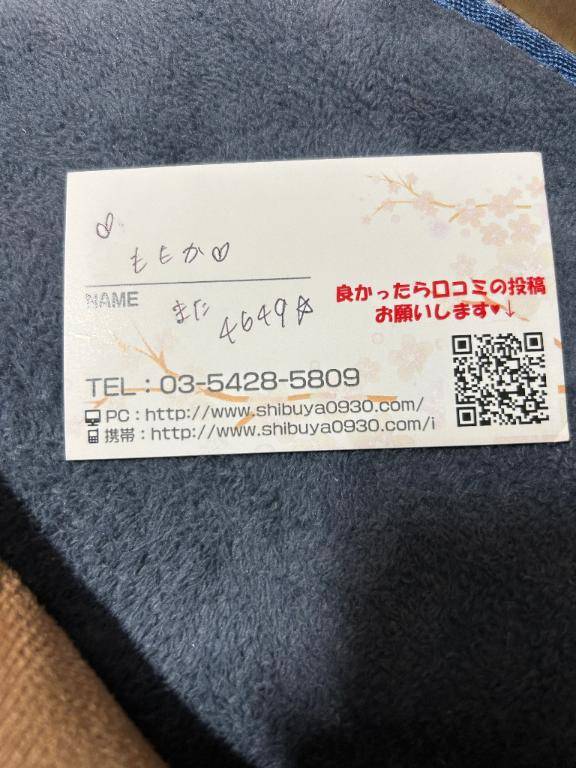 ももか
NAME
また
4649☆
良かったら口コミの投稿
お願いします♥↓
TEL：03-5428-5809
PC：http://www.shibuya0930.com/
携帯：http://www.shibuya0930.com/i